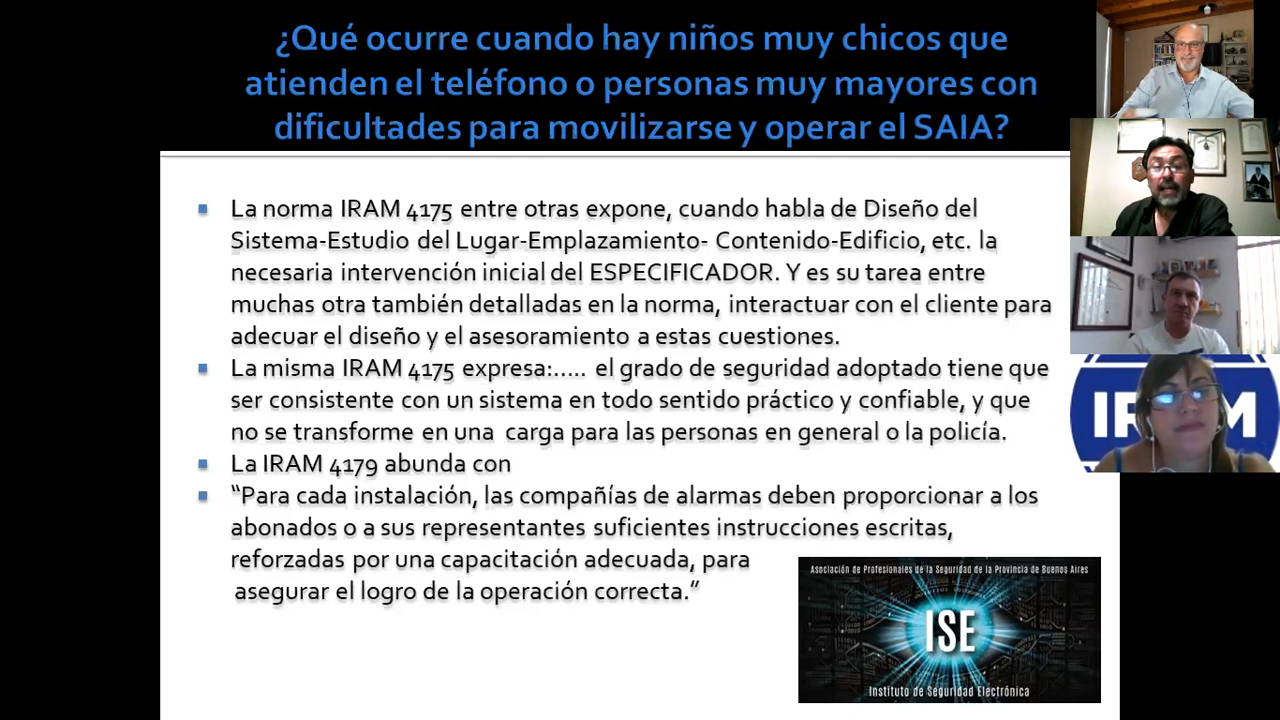 ¿Qué ocurre cuando hay niños muy chicos que
atienden el teléfono o personas muy mayores con
dificultades para movilizarse y operar el SAIA?
La norma IRAM 4175 entre otras expone, cuando habla de Diseño del
Sistema-Estudio del Lugar-Emplazamiento- Contenido-Edificio, etc. la
necesaria intervención inicial del ESPECIFICADOR. Y es su tarea entre
muchas otra también detalladas en la norma, interactuar con el cliente para
adecuar el diseño y el asesoramiento a estas cuestiones.
La misma IRAM 4175 expresa:..... el grado de seguridad adoptado tiene que
ser consistente con un sistema en todo sentido práctico y confiable, y que
no se transforme en una carga para las personas en general o la policía.
La IRAM 4179 abunda con
“Para cada instalación, las compañías de alarmas deben proporcionar a los
abonados o a sus representantes suficientes instrucciones escritas,
reforzadas por una capacitación adecuada, para
asegurar el logro de la operación correcta.”
Asociación de Profesionales de la Seguridad de la Provincia de Buenos Aires
ISE
Instituto de Seguridad Electrónica